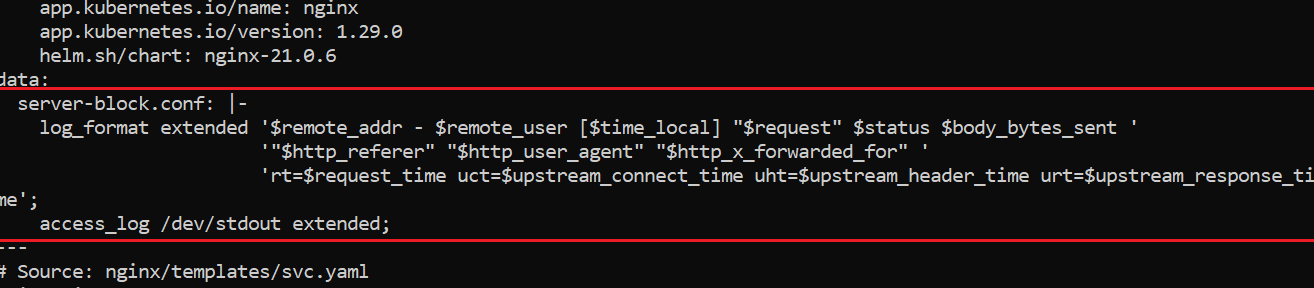 app.kubernetes.io/name: nginx
app.kubernetes.io/version: 1.29.0
helm.sh/chart: nginx-21.0.6
data:
server-block.conf: |-
log_format extended '$remote_addr - $remote_user [$time_local] "$request" $status $body_bytes_sent '
'"$http_referer" "$http_user_agent" "$http_x_forwarded_for" '
'rt=$request_time uct=$upstream_connect_time uht=$upstream_header_time urt=$upstream_response_ti
me';
access_log /dev/stdout extended;
---
# Source: nginx/templates/svc.yaml